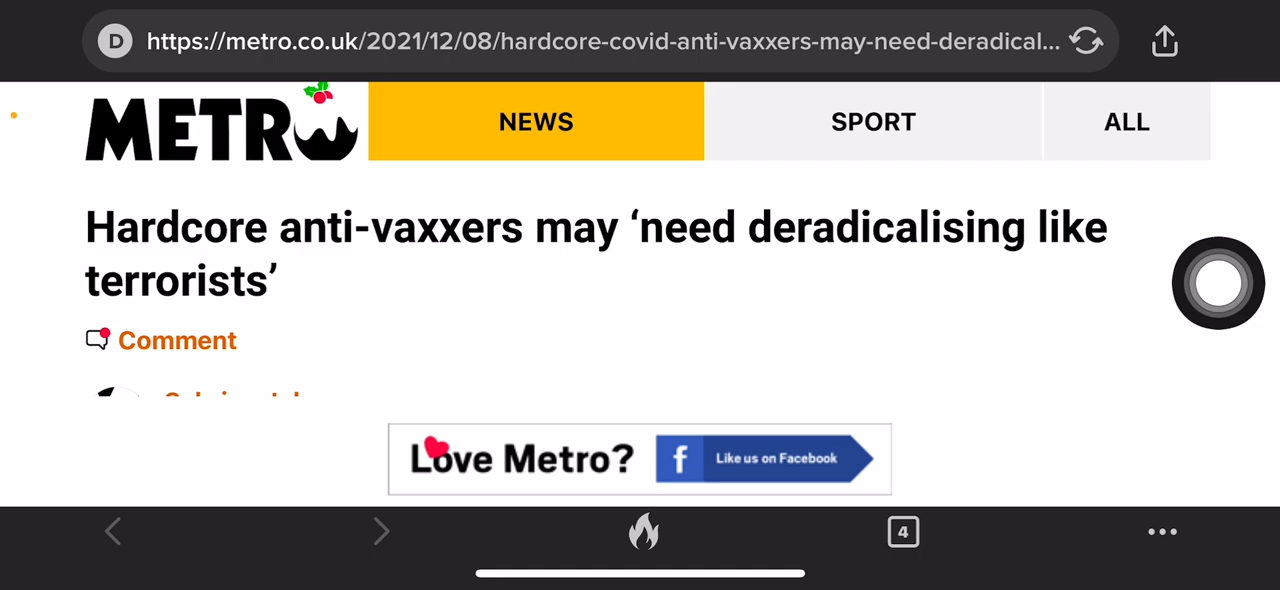 D https://metro.co.uk/2021/12/08/hardcore-covid-anti-vaxxers-may-need-deradical...
METRO NEWS SPORT ALL
Hardcore anti-vaxxers may ‘need deradicalising like
terrorists’
Comment
Love Metro? f Like us on Facebook
4